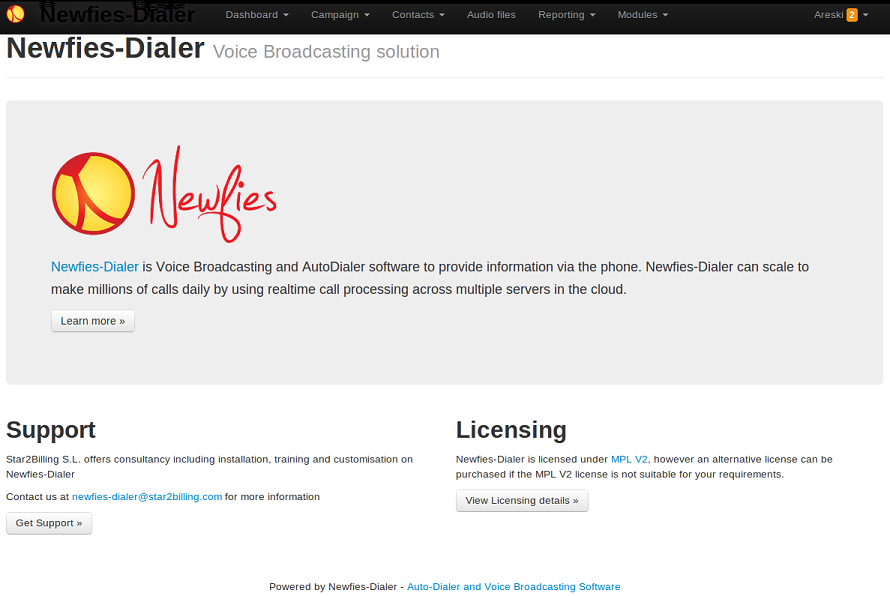 Newfies-Dialer Dashboard Campaign Contacts Audio files Reporting Modules Areski 2
Newfies-Dialer Voice Broadcasting solution
Newfies
Newfies-Dialer is Voice Broadcasting and AutoDialer software to provide information via the phone. Newfies-Dialer can scale to
make millions of calls daily by using realtime call processing across multiple servers in the cloud.
Learn more »
Support
Star2Billing S.L. offers consultancy including installation, training and customisation on
Newfies-Dialer
Contact us at newfies-dialer@star2billing.com for more information
Get Support »
Licensing
Newfies-Dialer is licensed under MPL V2, however an alternative license can be
purchased if the MPL V2 license is not suitable for your requirements.
View Licensing details »
Powered by Newfies-Dialer - Auto-Dialer and Voice Broadcasting Software